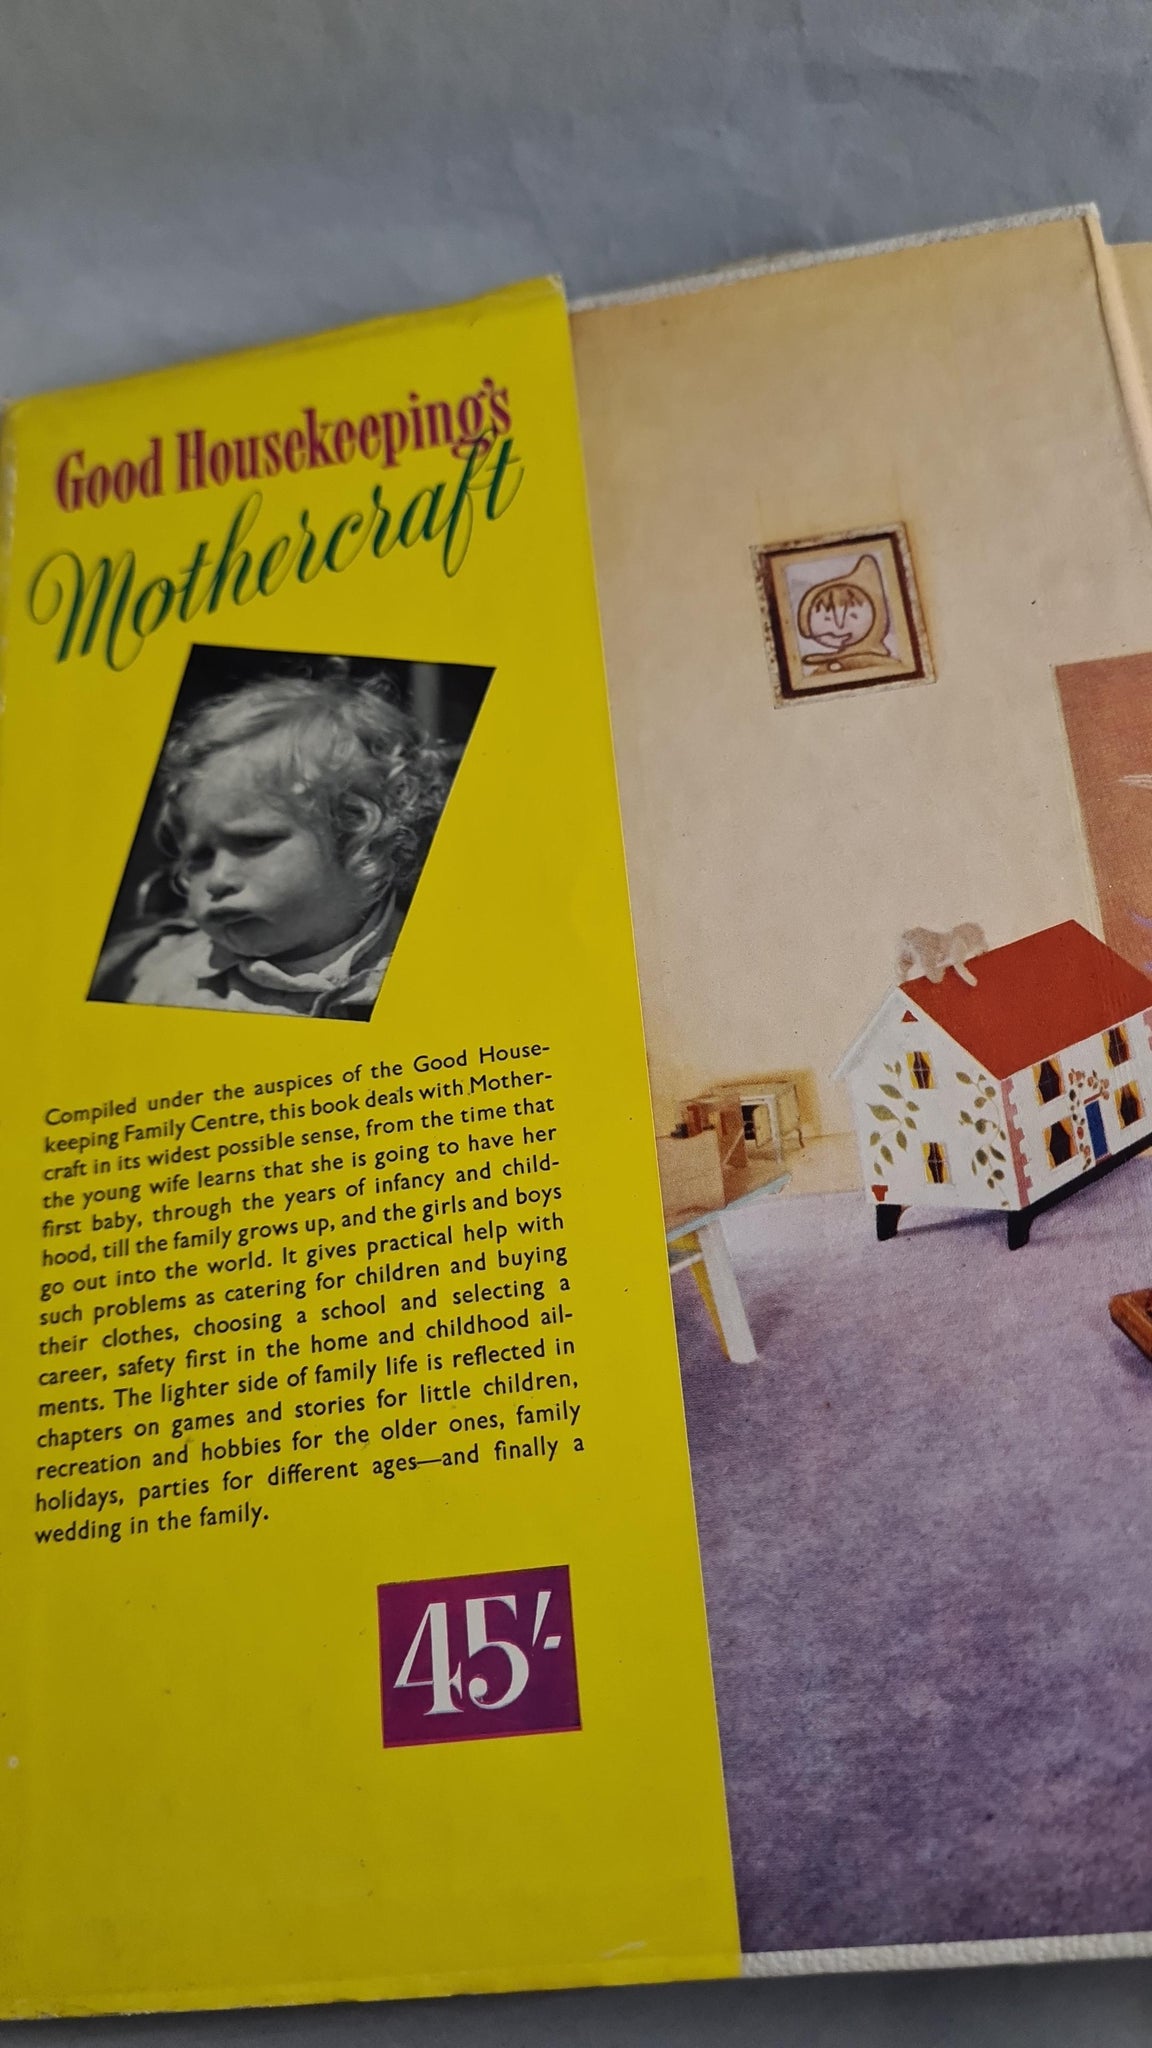 Good Housekeeping's
Mothercraft
Compiled under the auspices of the Good House-
keeping Family Centre, this book deals with Mother-
craft in its widest possible sense, from the time that
the young wife learns that she is going to have her
first baby, through the years of infancy and child-
hood, till the family grows up, and the girls and boys
go out into the world. It gives practical help with
such problems as catering for children and buying
their clothes, choosing a school and selecting a
career, safety first in the home and childhood ail-
ments. The lighter side of family life is reflected in
chapters on games and stories for little children,
recreation and hobbies for the older ones, family
holidays, parties for different ages—and finally a
wedding in the family.
45/-